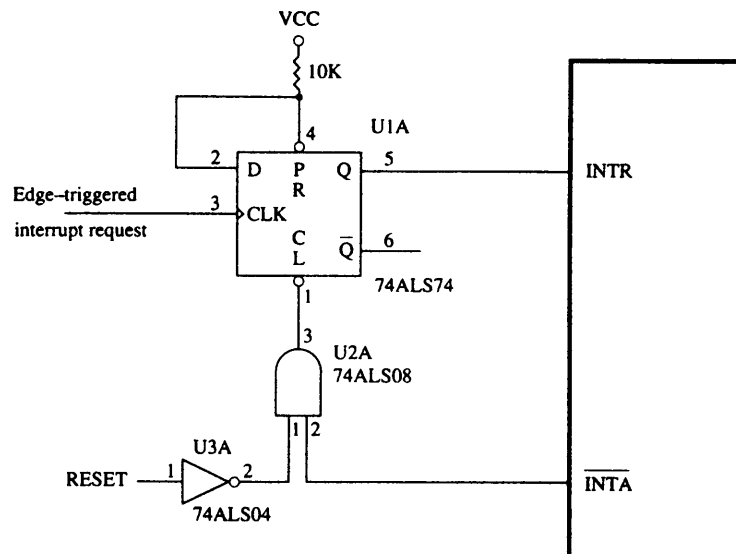 VCC
10K
4
U1A
2
D
P
R
Q
5
INTR
Edge-triggered
interrupt request
3
CLK
C
L
Q̅
6
1
74ALS74
3
U2A
74ALS08
1
2
U3A
RESET
1
2
I̅N̅T̅A̅
74ALS04